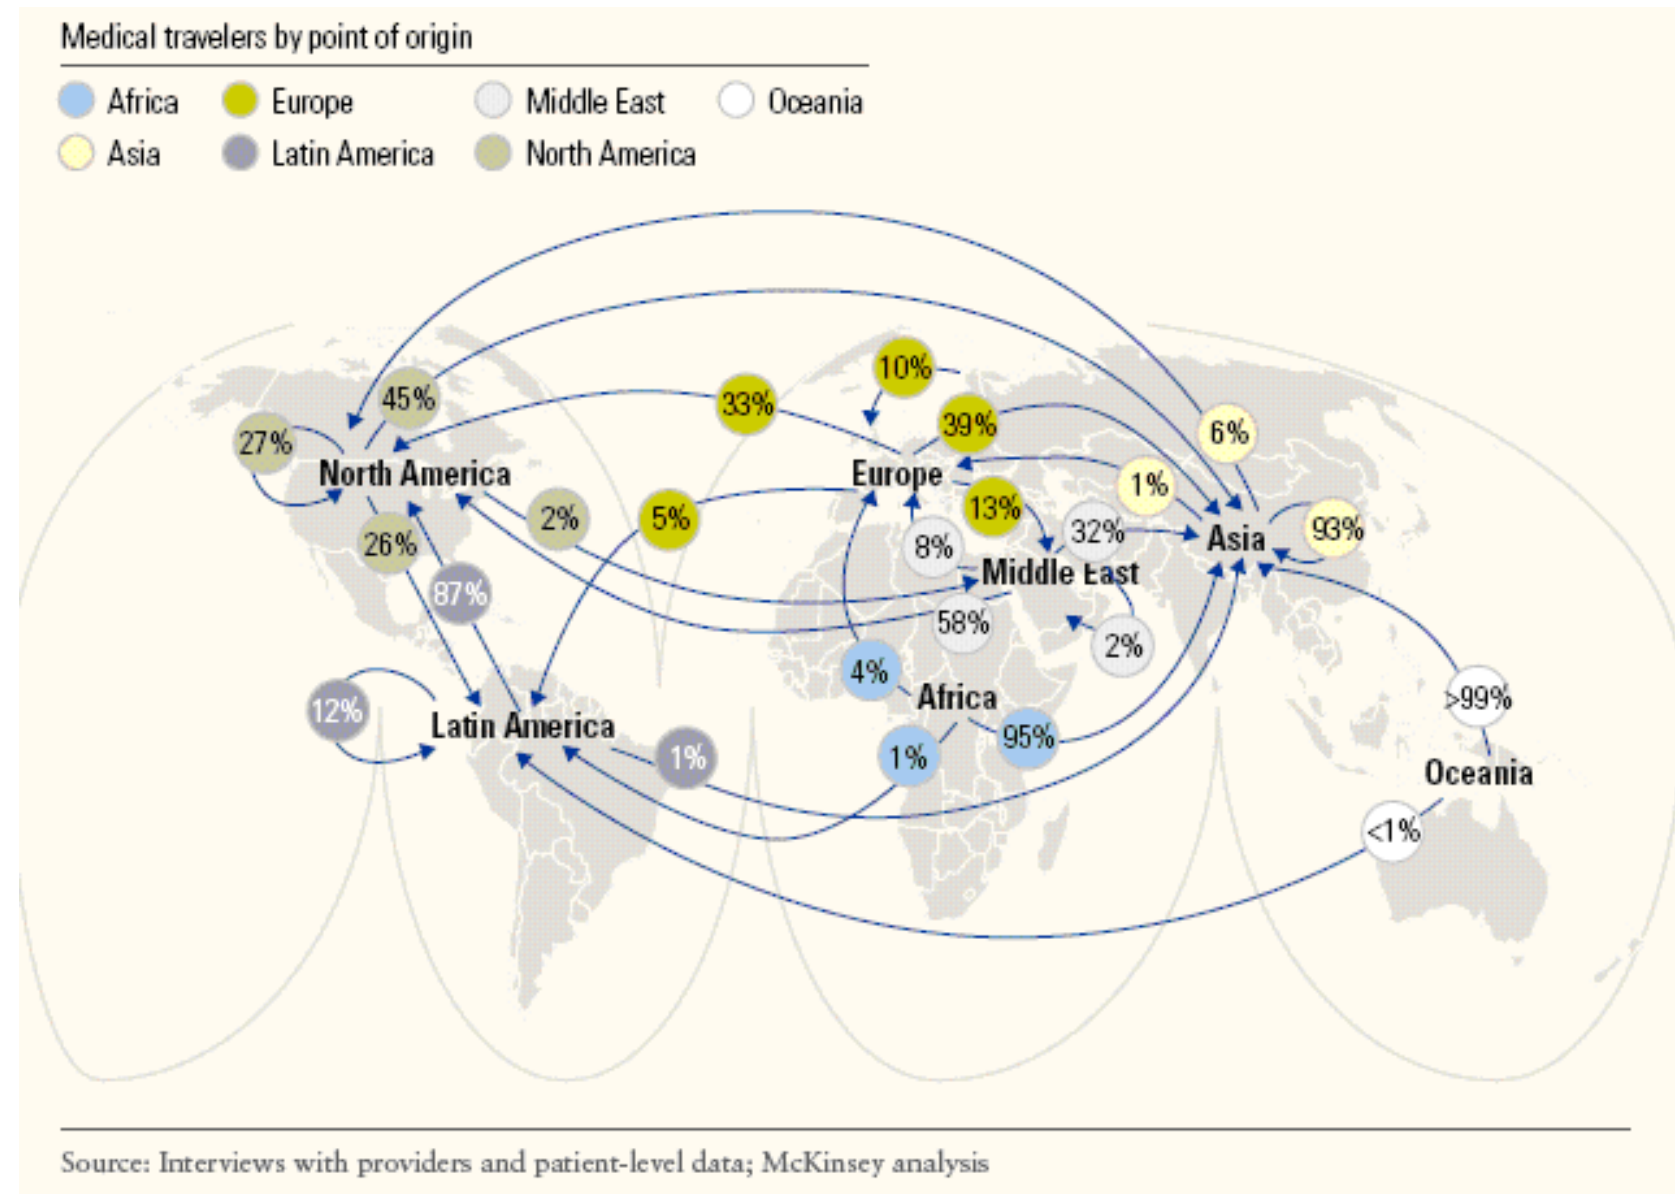 Medical travelers by point of origin
Africa Europe Middle East Oceania
Asia Latin America North America
10%
45% 33% 39% 6%
27%
North America Europe 1%
2% 5% 13% 32% 93%
26% 8% Asia
87% Middle East
58% 2%
4%
12% Africa >99%
Latin America 95%
1% 1%
Oceania
<1%
Source: Interviews with providers and patient-level data; McKinsey analysis